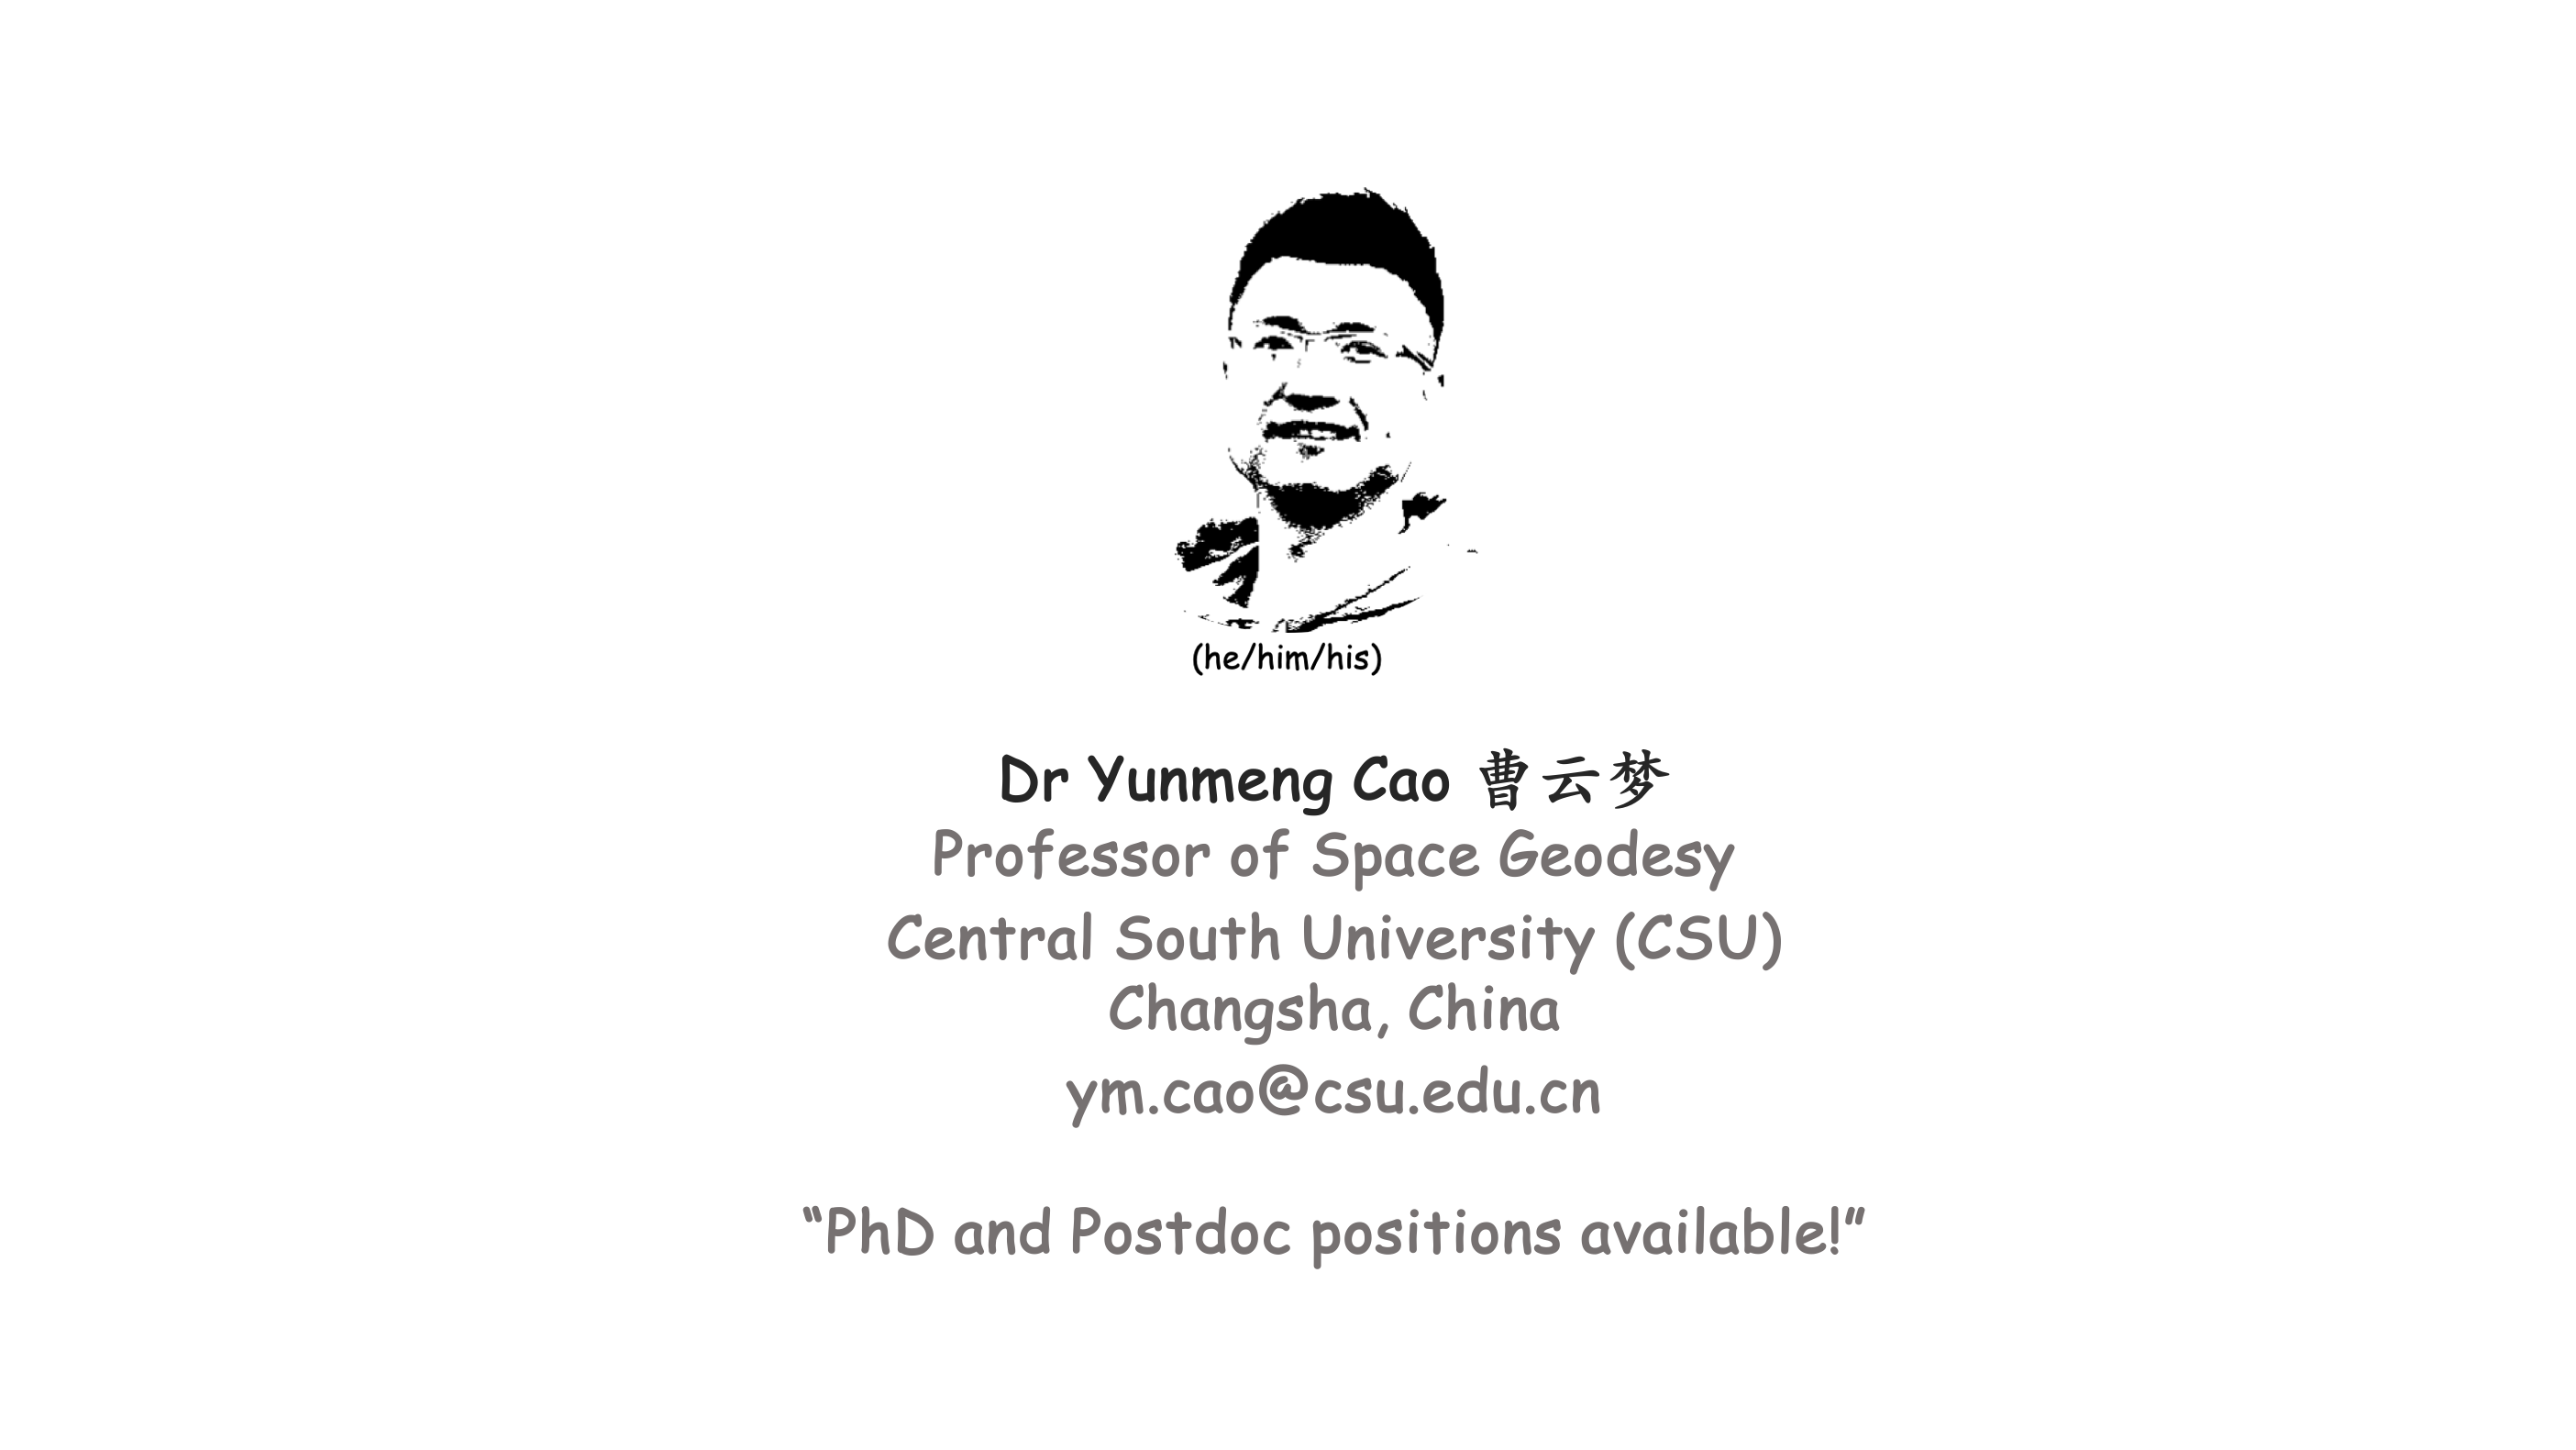 (he/him/his)
Dr Yunmeng Cao 曹云梦
Professor of Space Geodesy
Central South University (CSU)
Changsha, China
ym.cao@csu.edu.cn
“PhD and Postdoc positions available!”